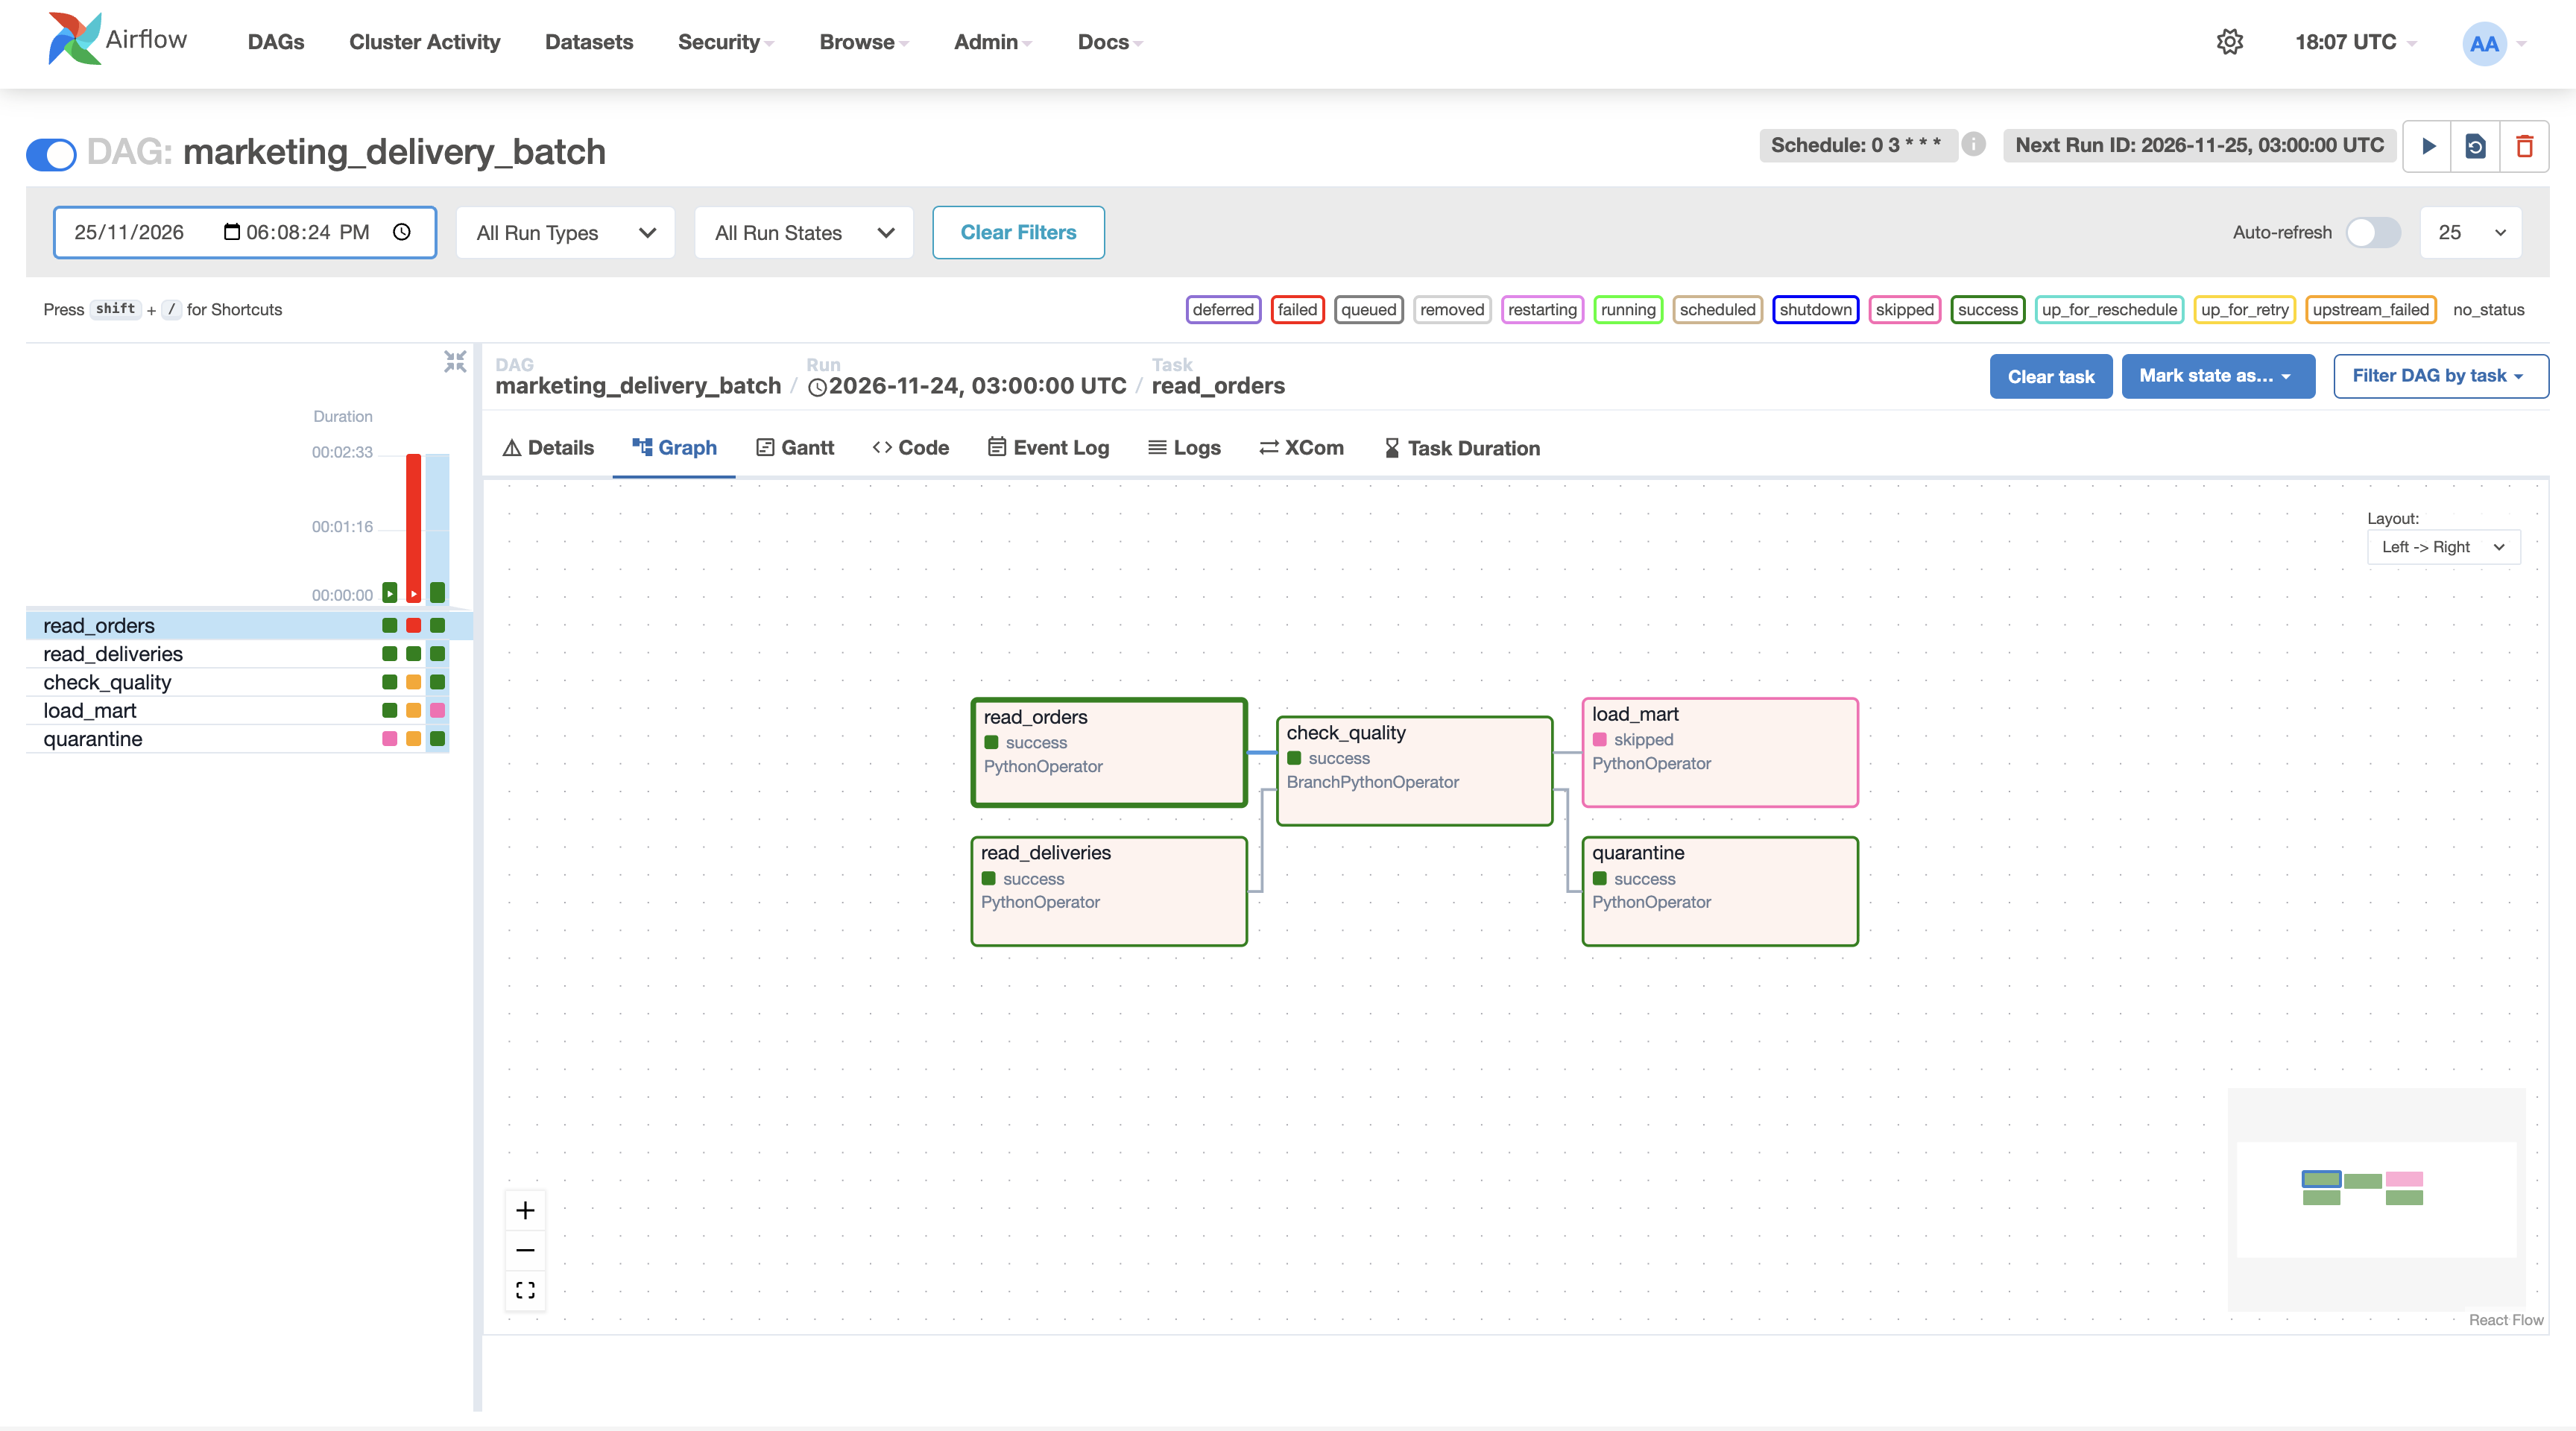 Airflow DAGs Cluster Activity Datasets Security Browse Admin Docs 18:07 UTC AA
DAG: marketing_delivery_batch Schedule: 0 3 * * * Next Run ID: 2026-11-25, 03:00:00 UTC
25/11/2026 06:08:24 PM All Run Types All Run States Clear Filters Auto-refresh 25
Press shift + / for Shortcuts deferred failed queued removed restarting running scheduled shutdown skipped success up_for_reschedule up_for_retry upstream_failed no_status
Duration
00:02:33
00:01:16
00:00:00
read_orders
read_deliveries
check_quality
load_mart
quarantine
DAG Run Task
marketing_delivery_batch / 2026-11-24, 03:00:00 UTC / read_orders
Clear task Mark state as... Filter DAG by task
Details Graph Gantt Code Event Log Logs XCom Task Duration
Layout:
Left -> Right
read_orders
success
PythonOperator
read_deliveries
success
PythonOperator
check_quality
success
BranchPythonOperator
load_mart
skipped
PythonOperator
quarantine
success
PythonOperator
React Flow